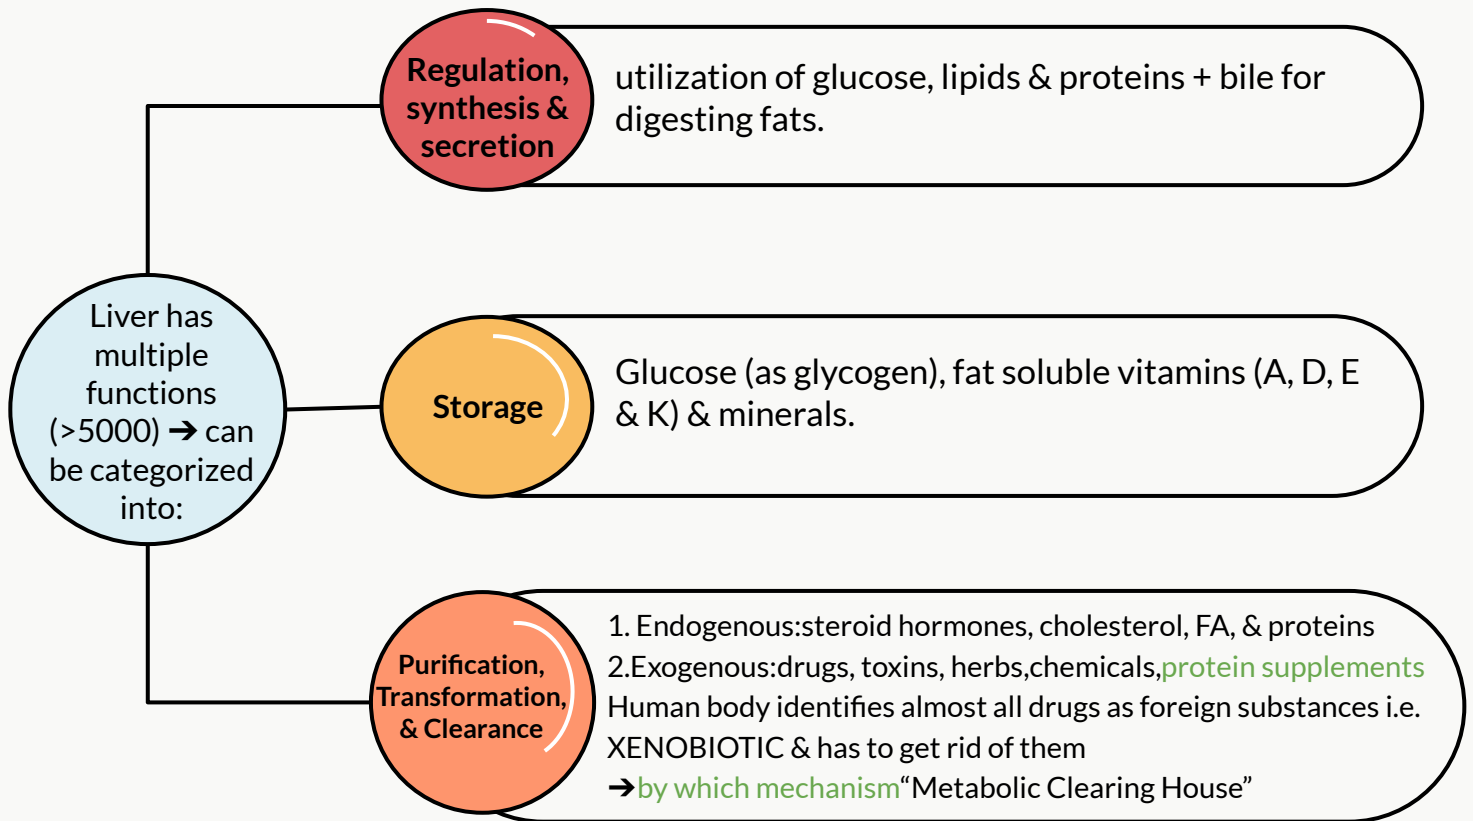 Regulation,
synthesis &
secretion
utilization of glucose, lipids & proteins + bile for
digesting fats.
Liver has
multiple
functions
(>5000) ➔ can
be categorized
into:
Storage
Glucose (as glycogen), fat soluble vitamins (A, D, E
& K) & minerals.
Purification,
Transformation,
& Clearance
1. Endogenous:steroid hormones, cholesterol, FA, & proteins
2.Exogenous:drugs, toxins, herbs,chemicals,protein supplements
Human body identifies almost all drugs as foreign substances i.e.
XENOBIOTIC & has to get rid of them
➔by which mechanism“Metabolic Clearing House”